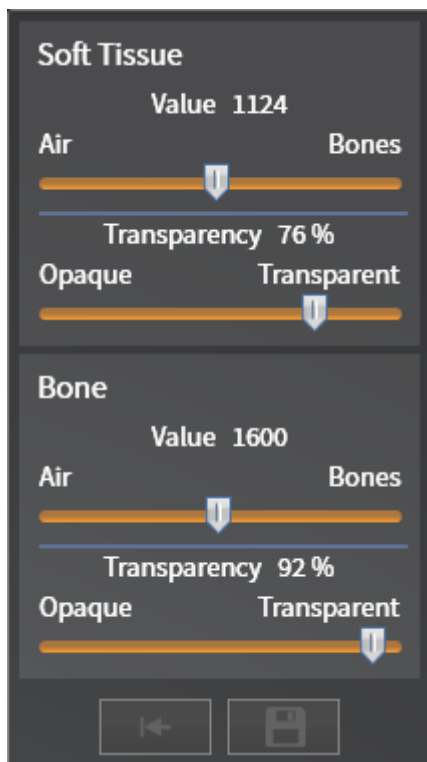 Soft Tissue
Value 1124
Air Bones
Transparency 76 %
Opaque Transparent
Bone
Value 1600
Air Bones
Transparency 92 %
Opaque Transparent